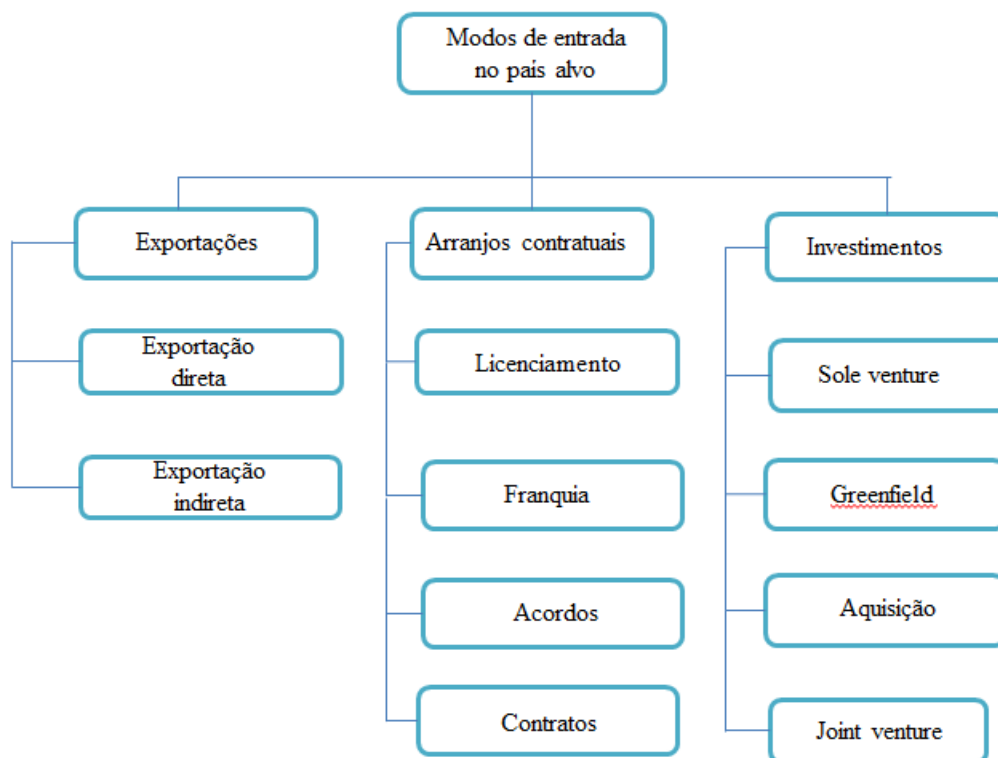 Modos de entrada
no país alvo
Exportações
Exportação
direta
Exportação
indireta
Arranjos contratuais
Licenciamento
Franquia
Acordos
Contratos
Investimentos
Sole venture
Greenfield
Aquisição
Joint venture